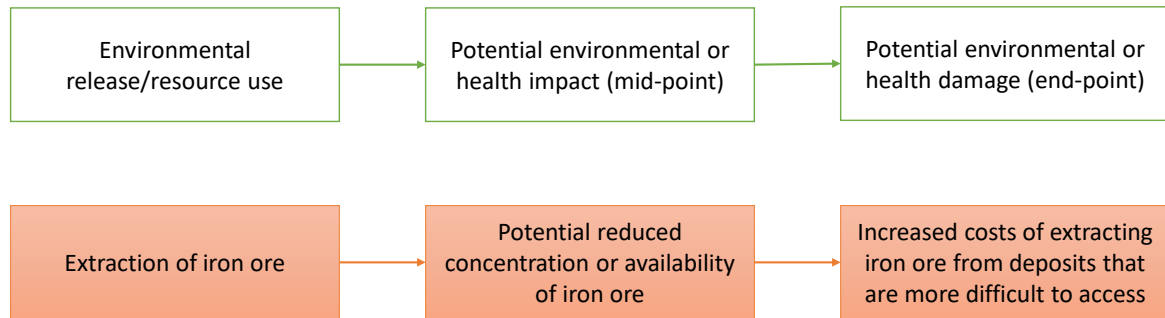 Environmental
release/resource use
Potential environmental or
health impact (mid-point)
Potential environmental or
health damage (end-point)
Extraction of iron ore
Potential reduced
concentration or availability
of iron ore
Increased costs of extracting
iron ore from deposits that
are more difficult to access